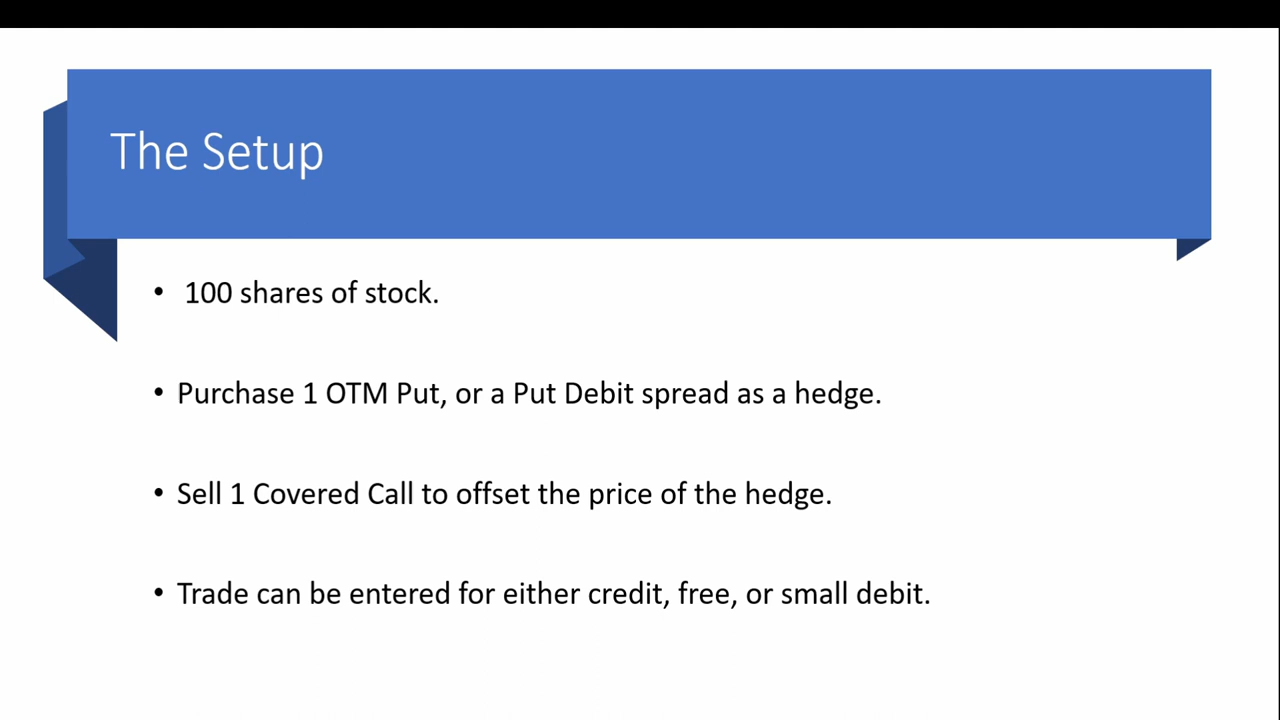 The Setup
• 100 shares of stock.
• Purchase 1 OTM Put, or a Put Debit spread as a hedge.
• Sell 1 Covered Call to offset the price of the hedge.
• Trade can be entered for either credit, free, or small debit.